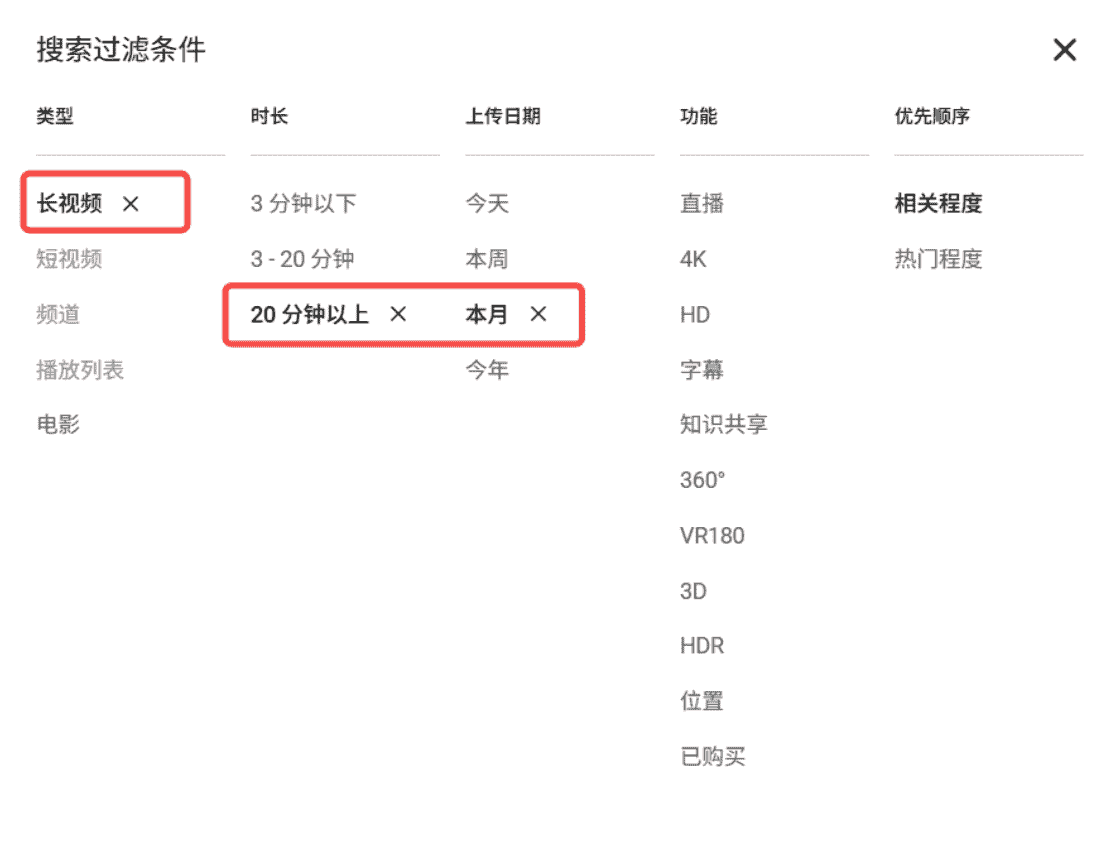 搜索过滤条件
类型
时长
上传日期
功能
优先顺序
长视频 ×
3 分钟以下
今天
直播
相关程度
短视频
3 - 20 分钟
本周
4K
热门程度
频道
20 分钟以上 ×
本月 ×
HD
播放列表
今年
字幕
电影
知识共享
360°
VR180
3D
HDR
位置
已购买